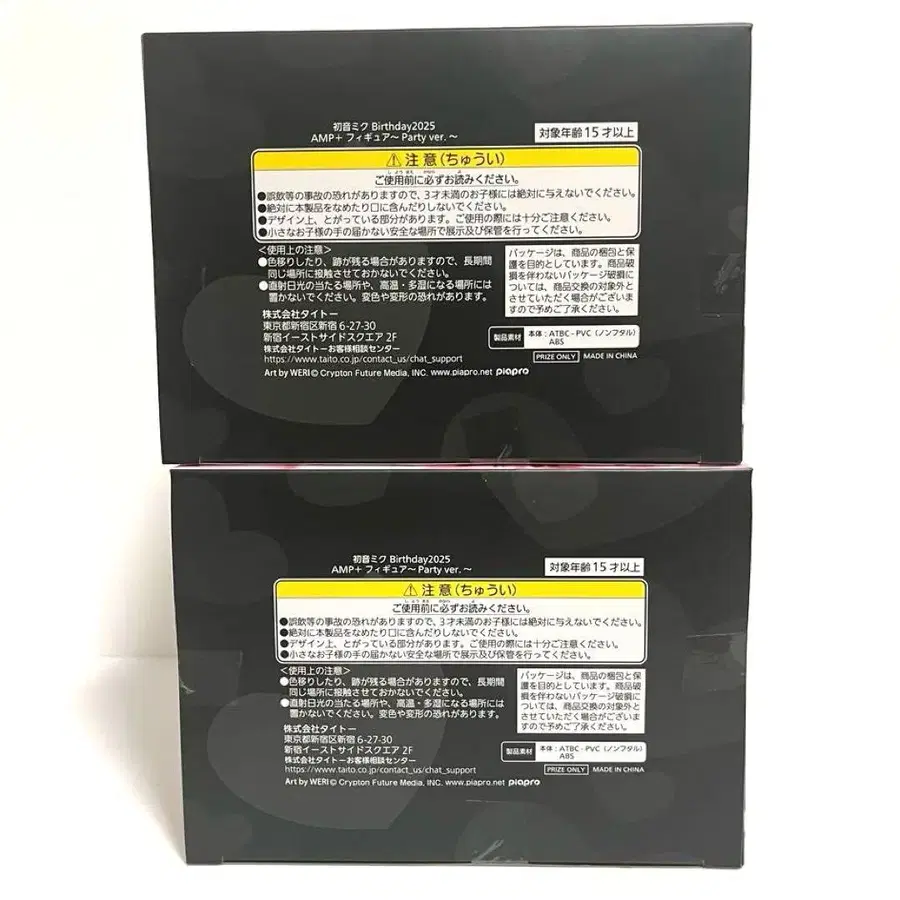 初音ミク Birthday2025
AMP+ フィギュア〜 Party ver. 〜
対象年齢 15 才以上
⚠ 注 意 (ちゅうい)
ご使用前に必ずお読みください。
●誤飲等の事故の恐れがありますので、3才未満のお子様には絶対に与えないでください。
●絶対に本製品をなめたり口に含んだりしないでください。
●デザイン上、とがっている部分があります。ご使用の際には十分ご注意ください。
●小さなお子様の手の届かない安全な場所で展示及び保管を行ってください。
<使用上の注意>
●色移りしたり、跡が残る場合がありますので、長期間
同じ場所に接触させておかないでください。
●直射日光の当たる場所や、高温・多湿になる場所には
置かないでください。変色や変形の恐れがあります。
パッケージは、商品の梱包と保
護を目的としています。商品破
損を伴わないパッケージ破損に
ついては、商品交換の対象外と
させていただく場合がございま
すので予めご了承ください。
株式会社タイトー
東京都新宿区新宿 6-27-30
新宿イーストサイドスクエア 2F
株式会社タイトーお客様相談センター
https://www.taito.co.jp/contact_us/chat_support
製品素材 本体 : ATBC - PVC (ノンフタル)
ABS
PRIZE ONLY MADE IN CHINA
Art by WERI © Crypton Future Media, INC. www.piapro.net piapro
初音ミク Birthday2025
AMP+ フィギュア〜 Party ver. 〜
対象年齢 15 才以上
⚠ 注 意 (ちゅうい)
ご使用前に必ずお読みください。
●誤飲等の事故の恐れがありますので、3才未満のお子様には絶対に与えないでください。
●絶対に本製品をなめたり口に含んだりしないでください。
●デザイン上、とがっている部分があります。ご使用の際には十分ご注意ください。
●小さなお子様の手の届かない安全な場所で展示及び保管を行ってください。
<使用上の注意>
●色移りしたり、跡が残る場合がありますので、長期間
同じ場所に接触させておかないでください。
●直射日光の当たる場所や、高温・多湿になる場所には
置かないでください。変色や変形の恐れがあります。
パッケージは、商品の梱包と保
護を目的としています。商品破
損を伴わないパッケージ破損に
ついては、商品交換の対象外と
させていただく場合がございま
すので予めご了承ください。
株式会社タイトー
東京都新宿区新宿 6-27-30
新宿イーストサイドスクエア 2F
株式会社タイトーお客様相談センター
https://www.taito.co.jp/contact_us/chat_support
製品素材 本体 : ATBC - PVC (ノンフタル)
ABS
PRIZE ONLY MADE IN CHINA
Art by WERI © Crypton Future Media, INC. www.piapro.net piapro